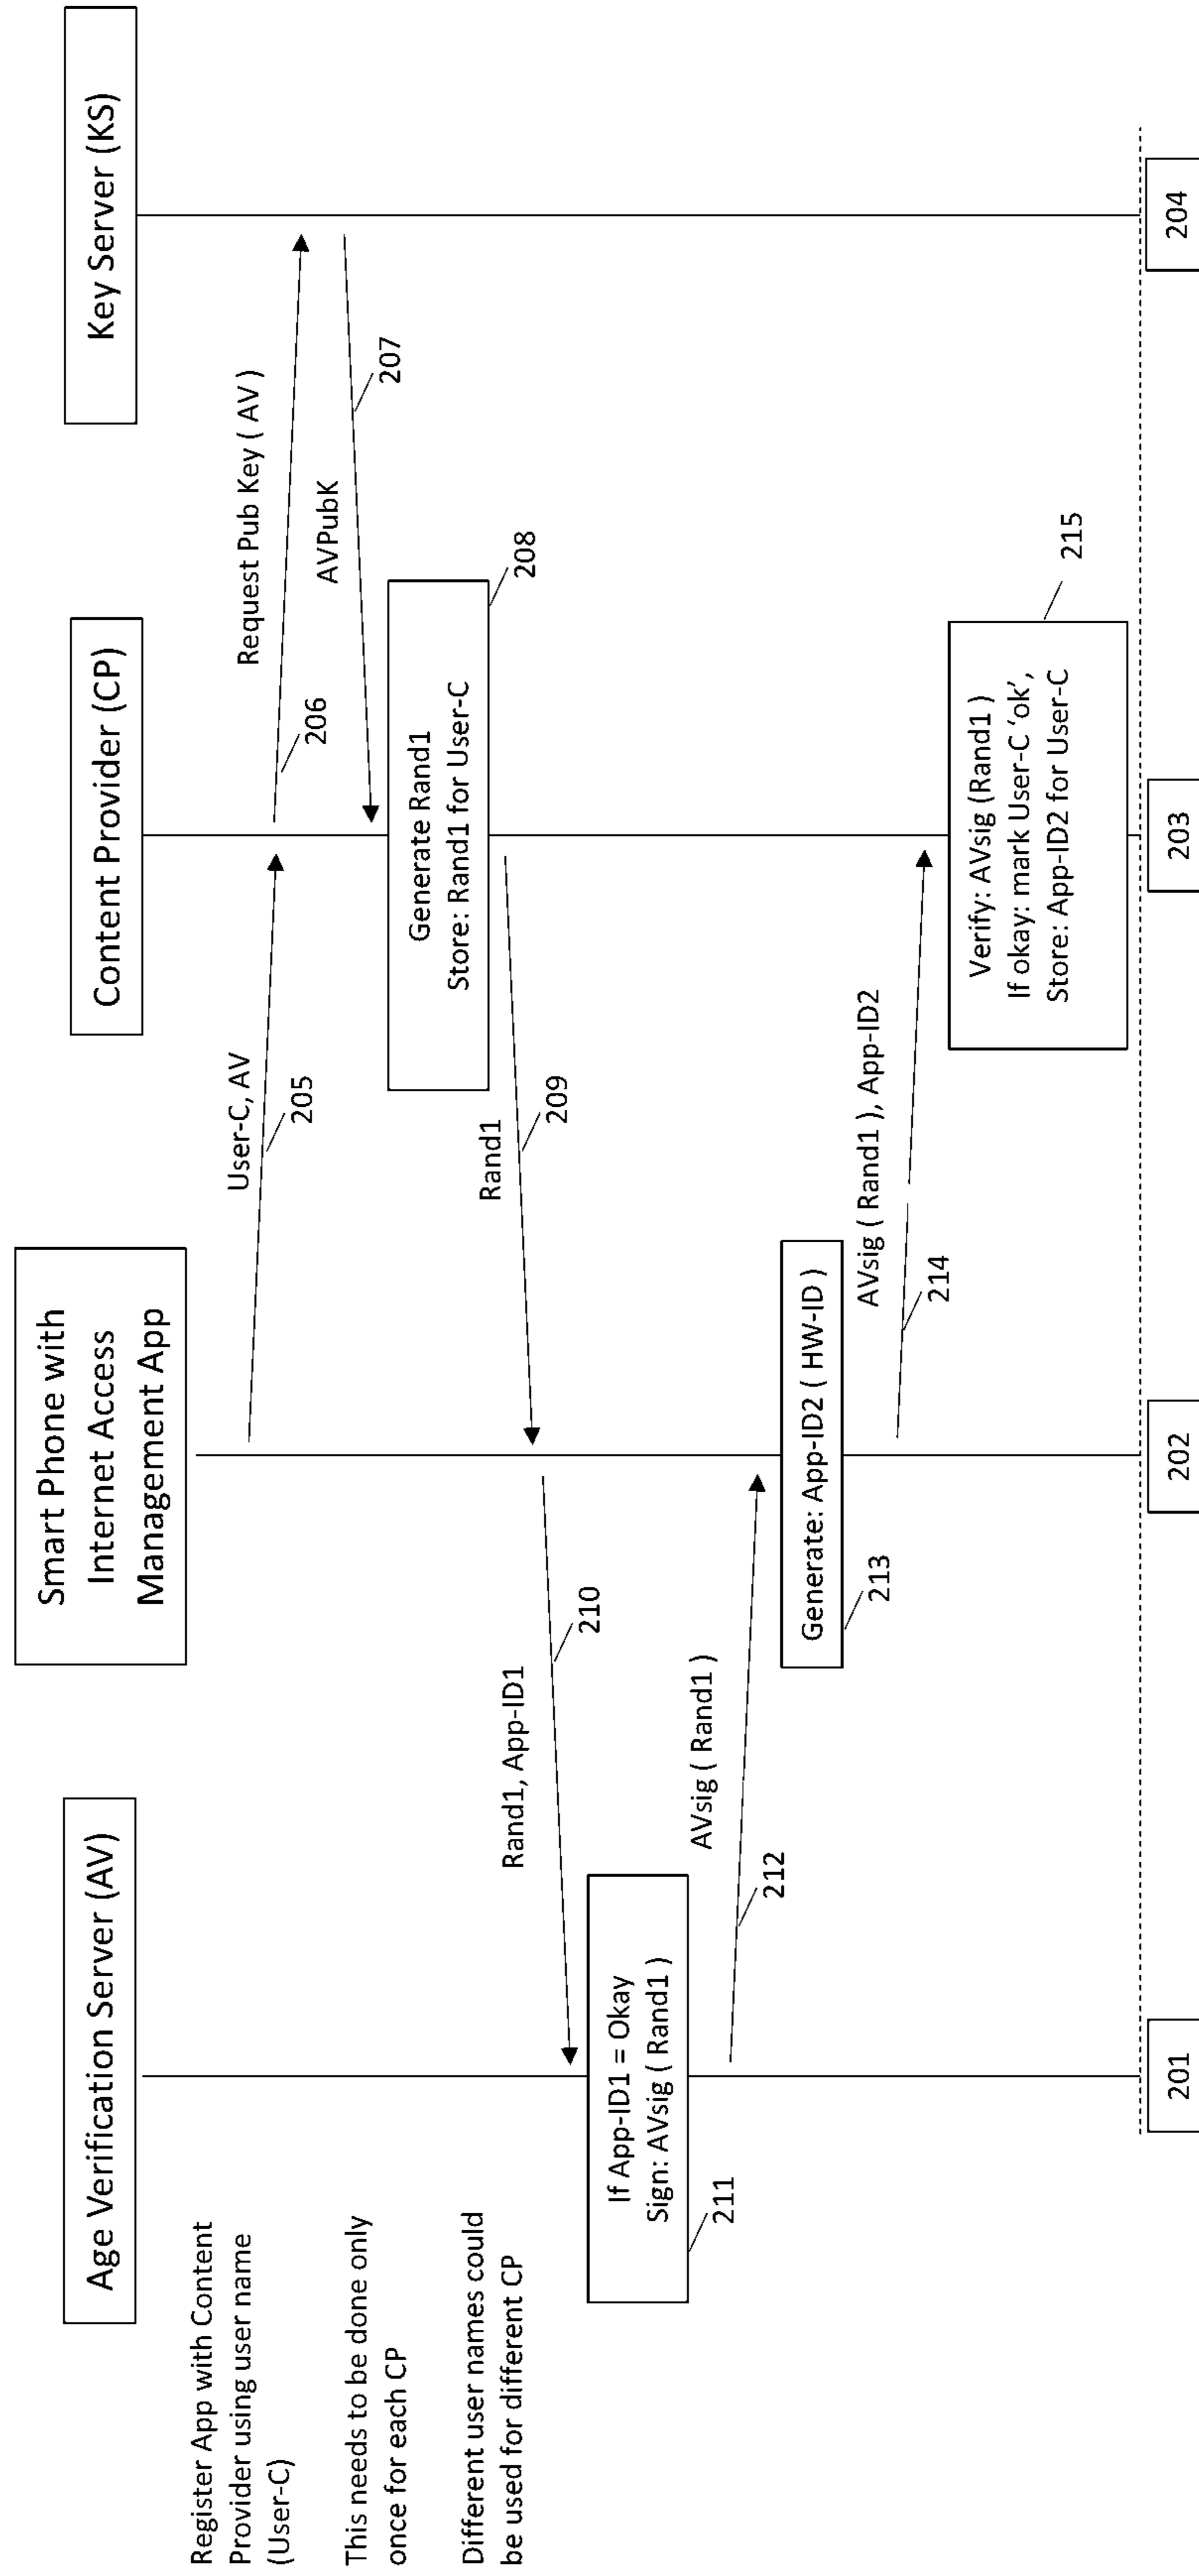 Age Verification Server (AV)
Smart Phone with
Internet Access
Management App
Content Provider (CP)
Key Server (KS)
Register App with Content
Provider using user name
(User-C)
This needs to be done only
once for each CP
Different user names could
be used for different CP
User-C, AV
205
Request Pub Key ( AV )
206
AVPubK
207
Generate Rand1
Store: Rand1 for User-C
208
Rand1
209
Rand1, App-ID1
210
If App-ID1 = Okay
Sign: AVsig ( Rand1 )
211
AVsig ( Rand1 )
212
Generate: App-ID2 ( HW-ID )
213
AVsig ( Rand1 ), App-ID2
214
Verify: AVsig (Rand1 )
If okay: mark User-C ‘ok’,
Store: App-ID2 for User-C
215
201
202
203
204